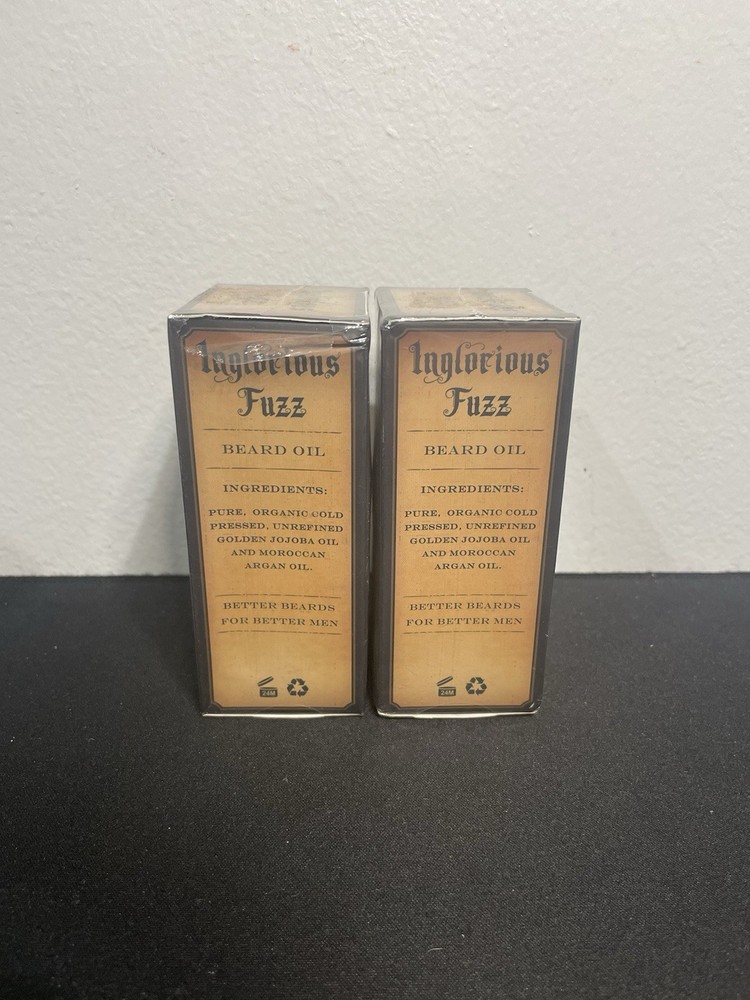 Inglorious
Fuzz
BEARD OIL
INGREDIENTS:
PURE, ORGANIC COLD
PRESSED, UNREFINED
GOLDEN JOJOBA OIL
AND MOROCCAN
ARGAN OIL.
BETTER BEARDS
FOR BETTER MEN
24M
Inglorious
Fuzz
BEARD OIL
INGREDIENTS:
PURE, ORGANIC COLD
PRESSED, UNREFINED
GOLDEN JOJOBA OIL
AND MOROCCAN
ARGAN OIL.
BETTER BEARDS
FOR BETTER MEN
24M